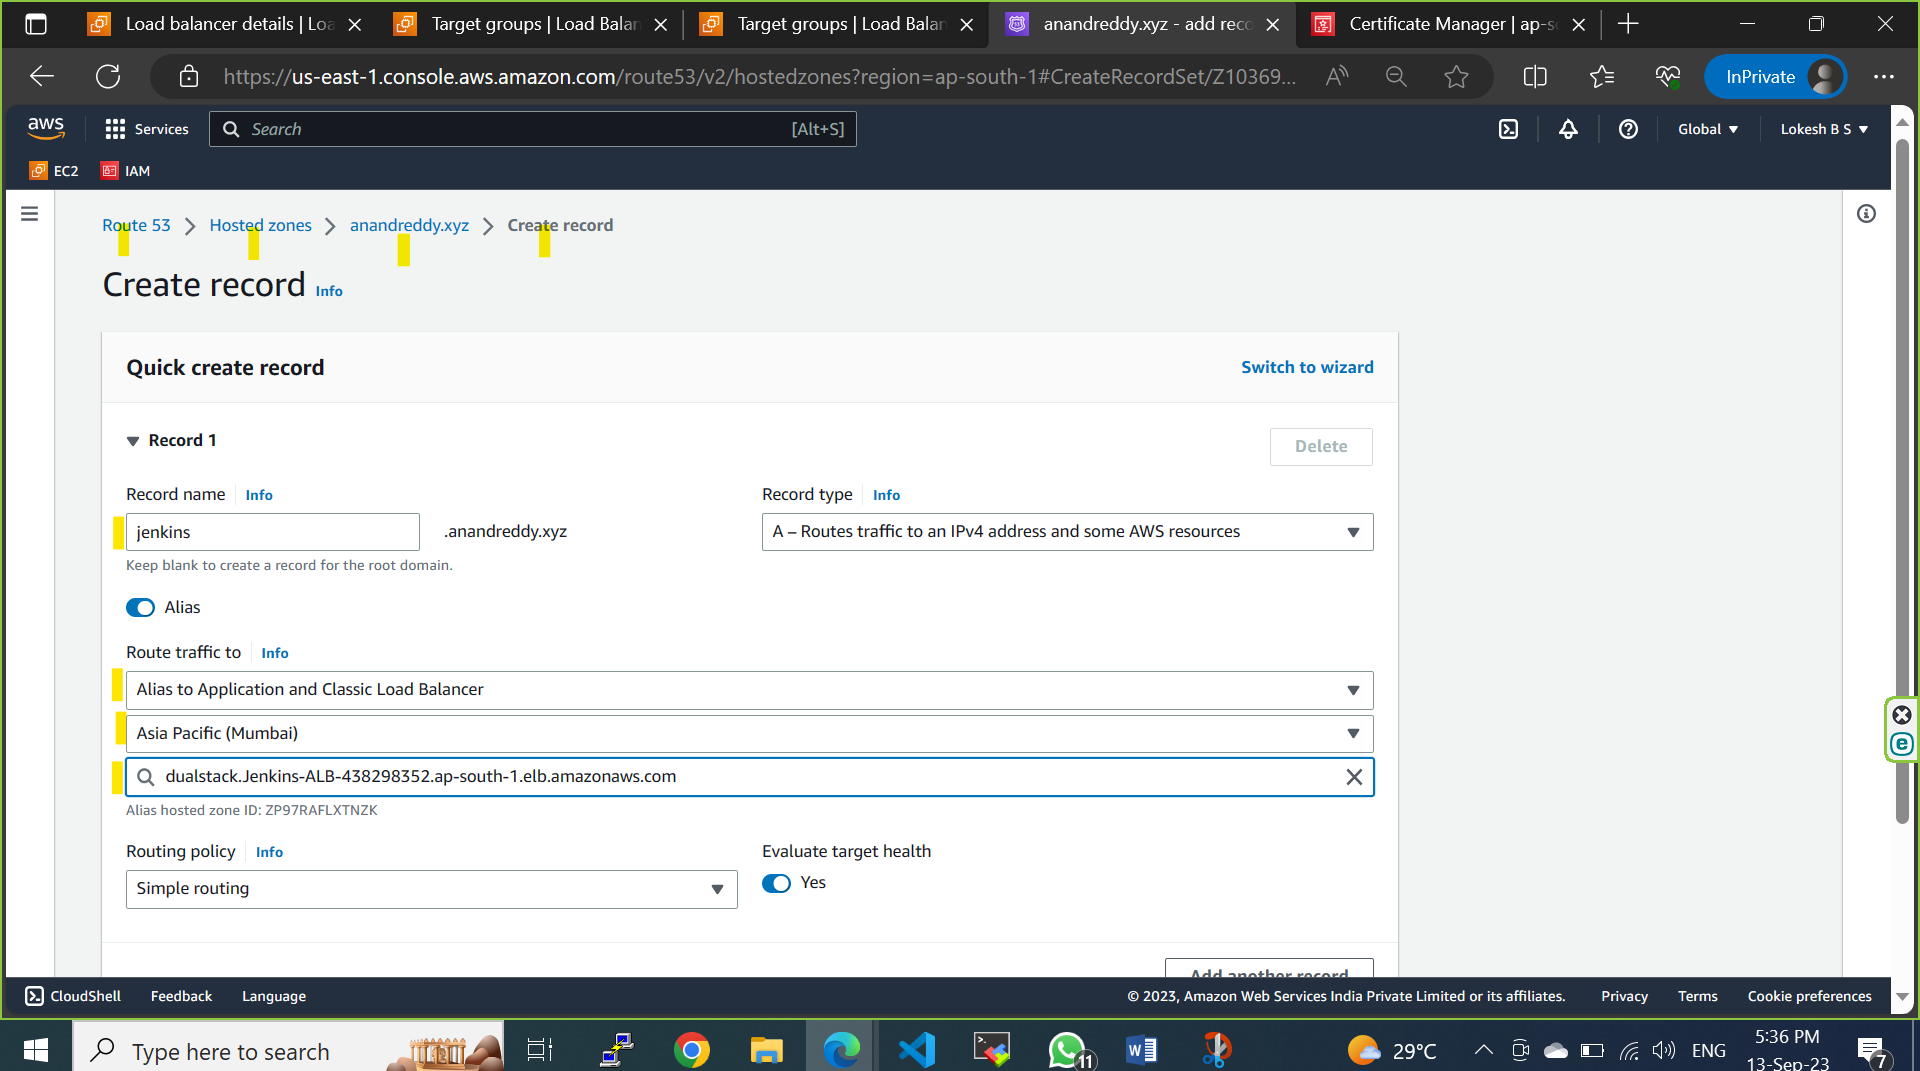 Load balancer details | Loa
Target groups | Load Balan
Target groups | Load Balan
anandreddy.xyz - add reco
Certificate Manager | ap-s
https://us-east-1.console.aws.amazon.com/route53/v2/hostedzones?region=ap-south-1#CreateRecordSet/Z10369...
InPrivate
aws
Services
Search
[Alt+S]
Global
Lokesh B S
EC2
IAM
Route 53
Hosted zones
anandreddy.xyz
Create record
Create record Info
Quick create record
Switch to wizard
Record 1
Delete
Record name Info
Record type Info
jenkins
.anandreddy.xyz
A – Routes traffic to an IPv4 address and some AWS resources
Keep blank to create a record for the root domain.
Alias
Route traffic to Info
Alias to Application and Classic Load Balancer
Asia Pacific (Mumbai)
dualstack.Jenkins-ALB-438298352.ap-south-1.elb.amazonaws.com
Alias hosted zone ID: ZP97RAFLXTNZK
Routing policy Info
Evaluate target health
Simple routing
Yes
Add another record
CloudShell
Feedback
Language
© 2023, Amazon Web Services India Private Limited or its affiliates.
Privacy
Terms
Cookie preferences
Type here to search
11
29°C
ENG
5:36 PM
13-Sep-23
7